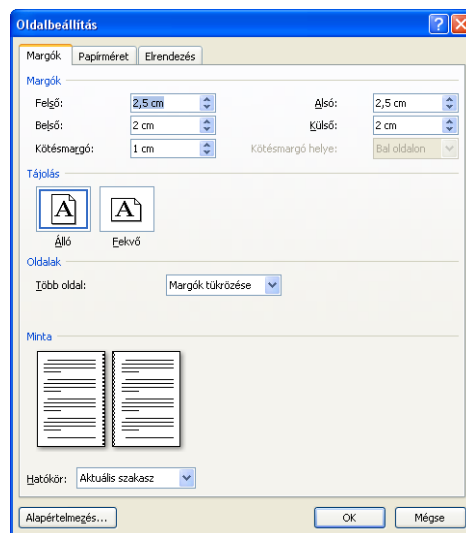 Oldalbeállítás
Margók Papírméret Elrendezés
Margók
Felső: 2,5 cm Alsó: 2,5 cm
Belső: 2 cm Külső: 2 cm
Kötésmargó: 1 cm Kötésmargó helye: Bal oldalon
Tájolás
A A
Álló Fekvő
Oldalak
Több oldal: Margók tükrözése
Minta
Hatókör: Aktuális szakasz
Alapértelmezés... OK Mégse